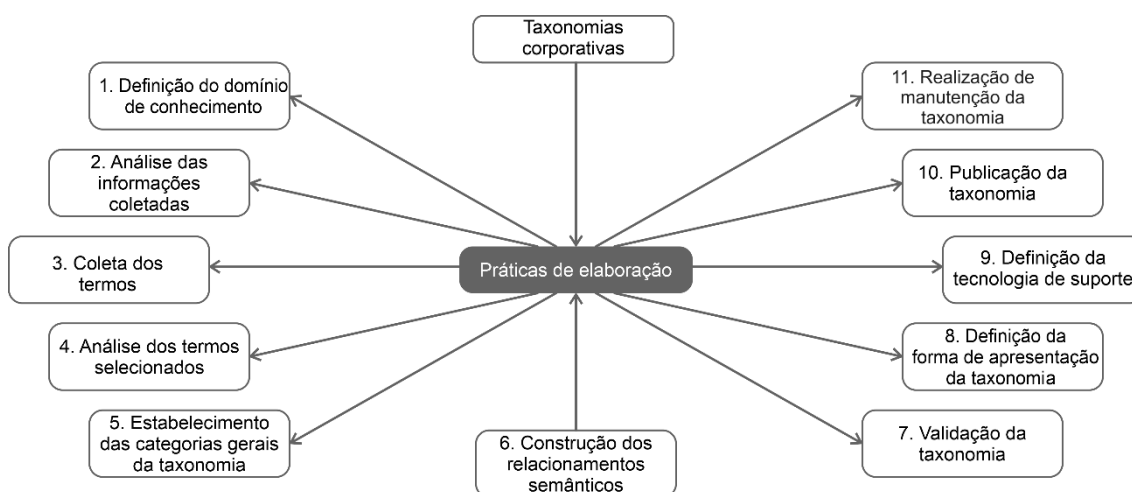 Taxonomias
corporativas
1. Definição do domínio
de conhecimento
2. Análise das
informações
coletadas
3. Coleta dos
termos
4. Análise dos termos
selecionados
5. Estabelecimento
das categorias gerais
da taxonomia
6. Construção dos
relacionamentos
semânticos
7. Validação da
taxonomia
8. Definição da
forma de apresentação
da taxonomia
9. Definição da
tecnologia de suporte
10. Publicação da
taxonomia
11. Realização de
manutenção da
taxonomia
Práticas de elaboração